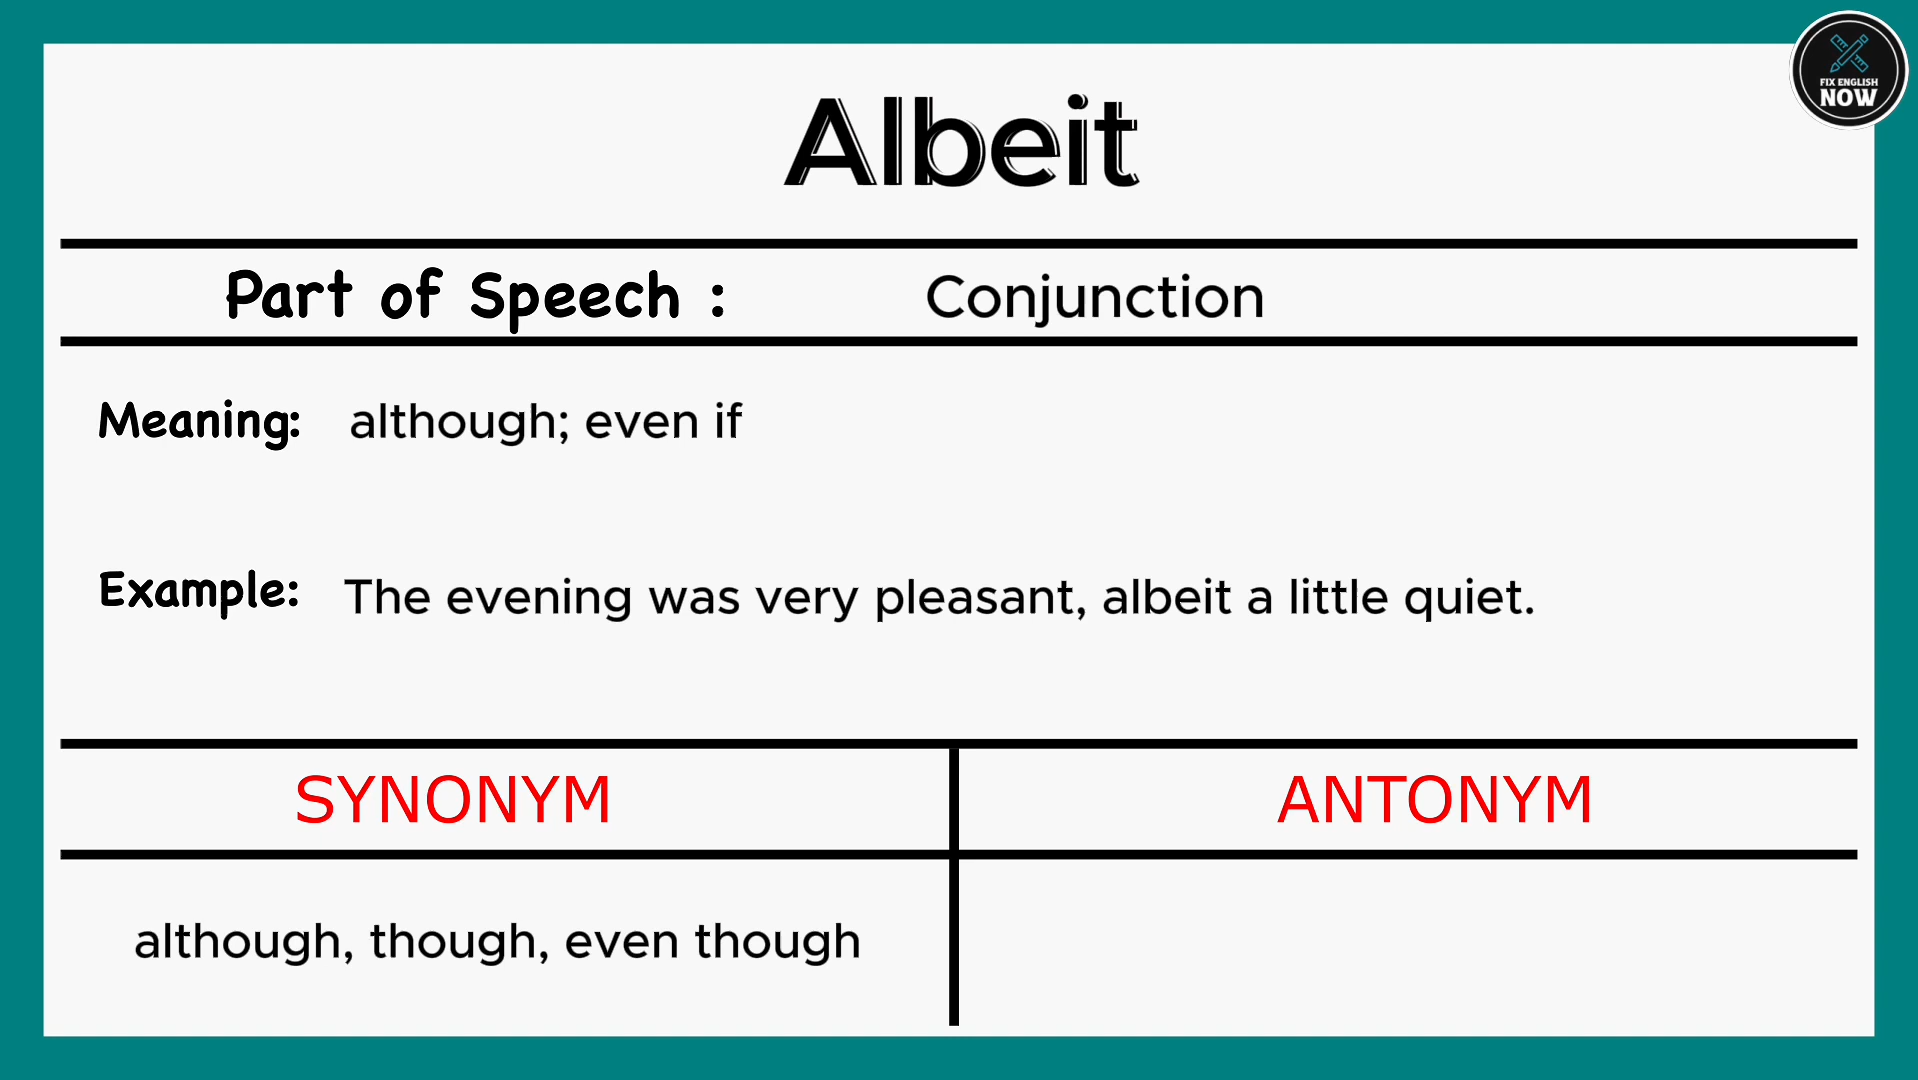 FIX ENGLISH
NOW
Albeit
Part of Speech : Conjunction
Meaning: although; even if
Example: The evening was very pleasant, albeit a little quiet.
SYNONYM ANTONYM
although, though, even though